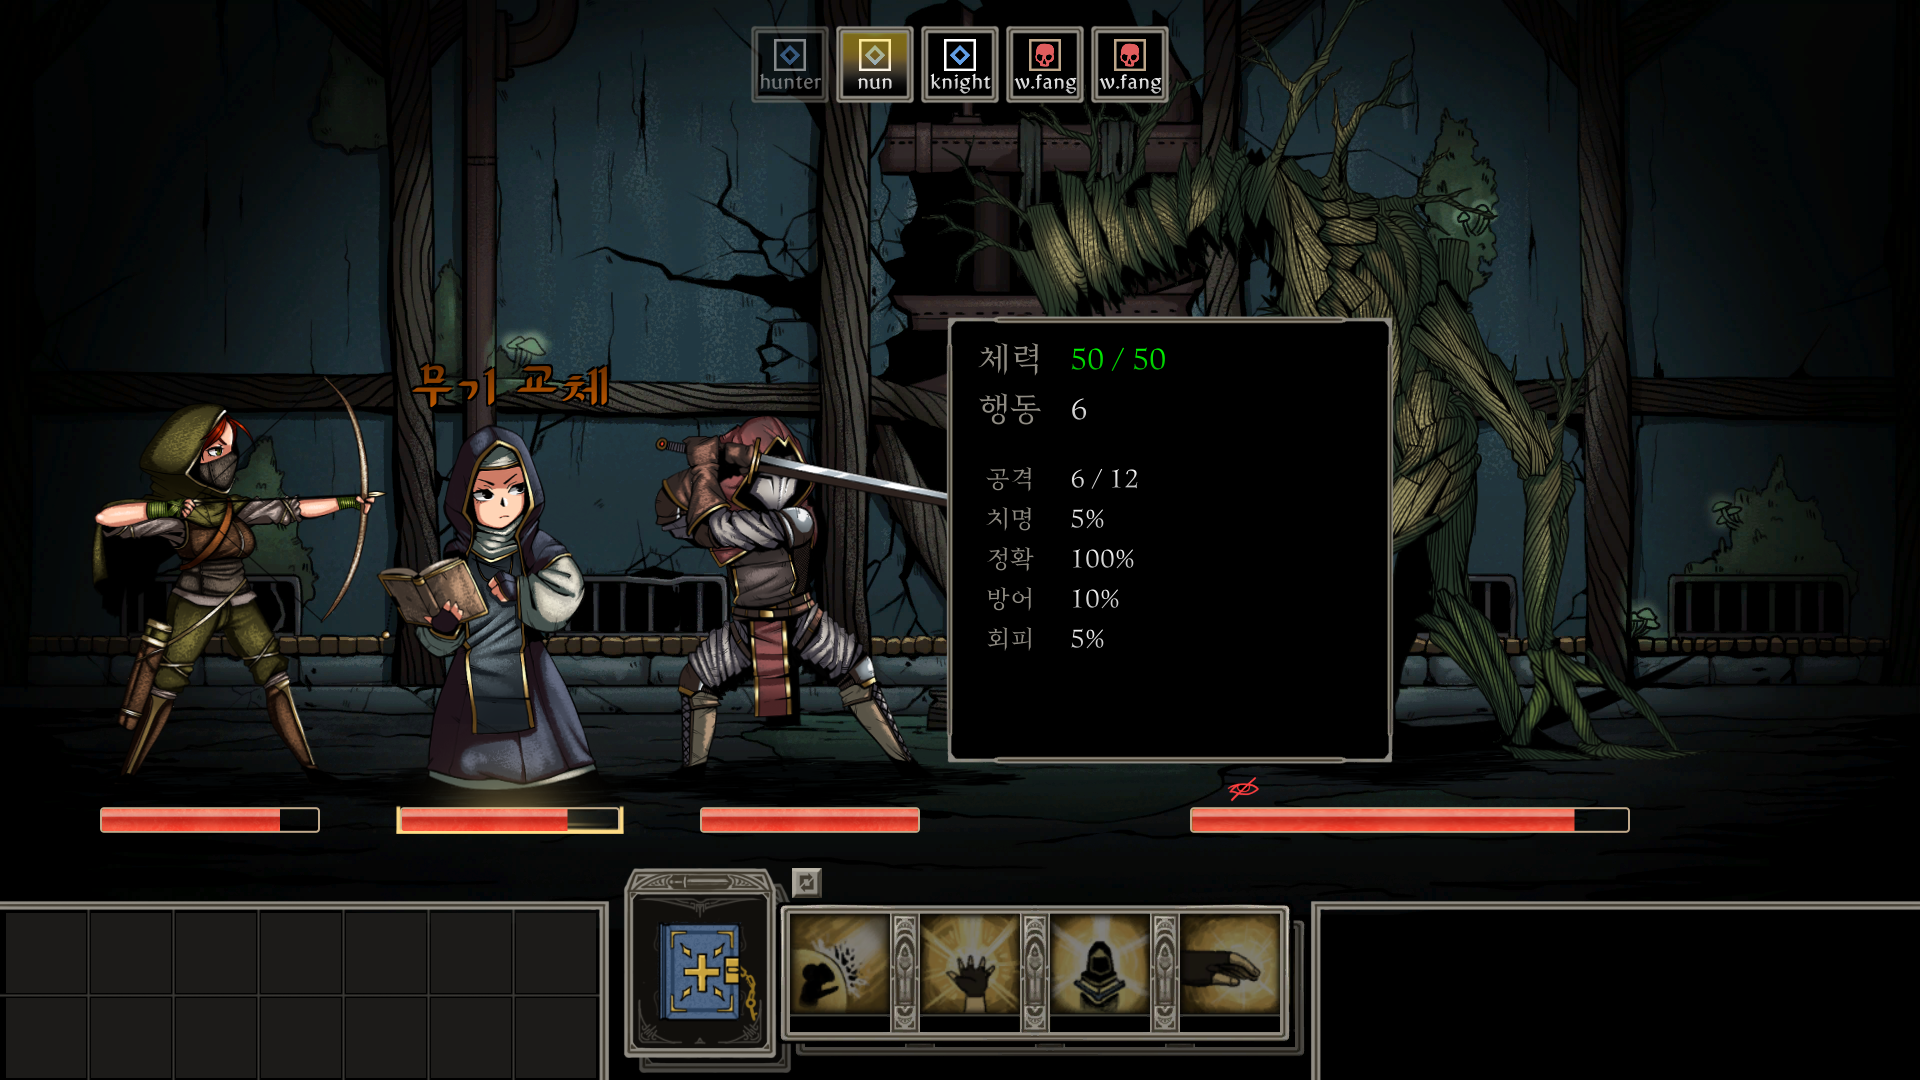 hunter
nun
knight
w.fang
w.fang
무기 교체
체력 50 / 50
행동 6
공격 6 / 12
치명 5%
정확 100%
방어 10%
회피 5%